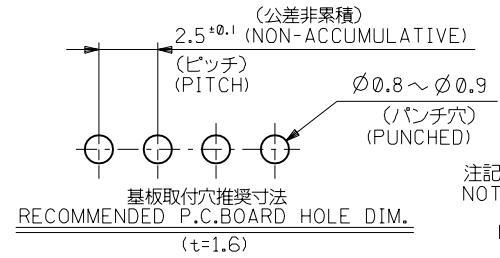 (公差非累積)
2.5±0.1 (NON-ACCUMULATIVE)
(ピッチ)
(PITCH)
Ø0.8~Ø0.9
(パンチ穴)
(PUNCHED)
注記
NOT
基板取付穴推奨寸法
RECOMMENDED P.C.BOARD HOLE DIM.
(t=1.6)